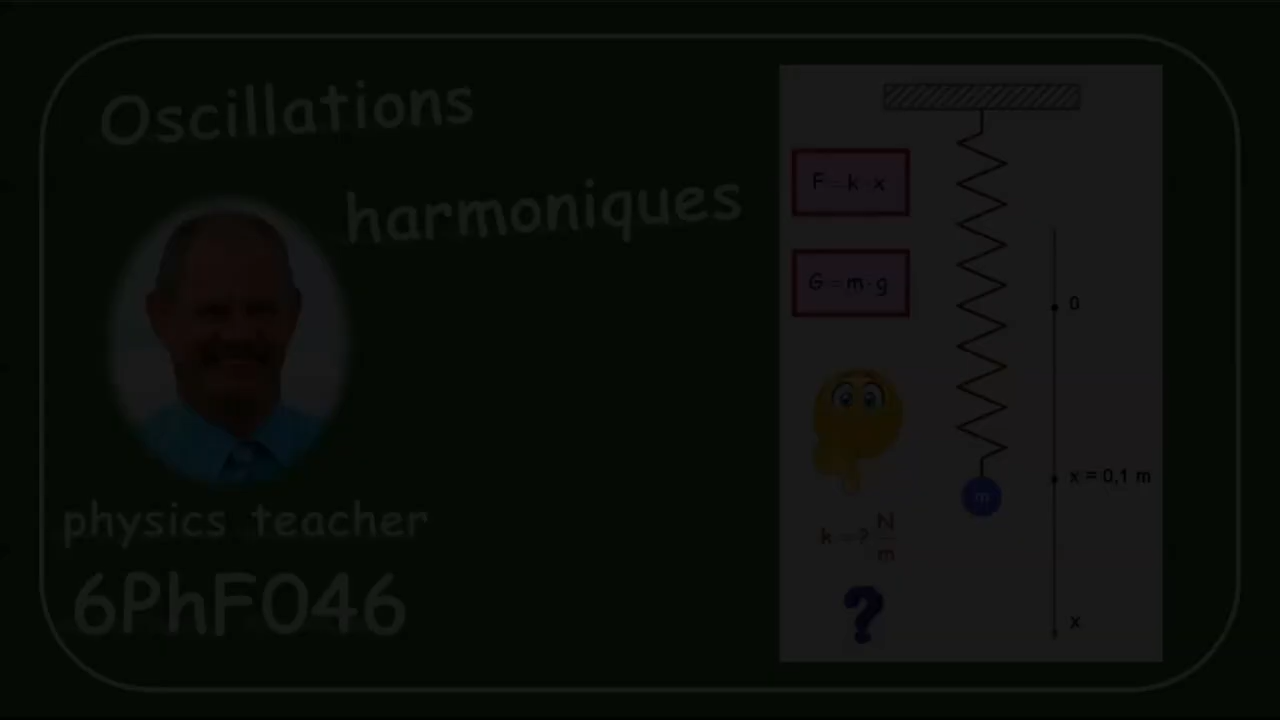 Oscillations
harmoniques
physics teacher
6PhF046
F = k · x
G = m · g
0
x = 0,1 m
m
k = ? N/m
?
x